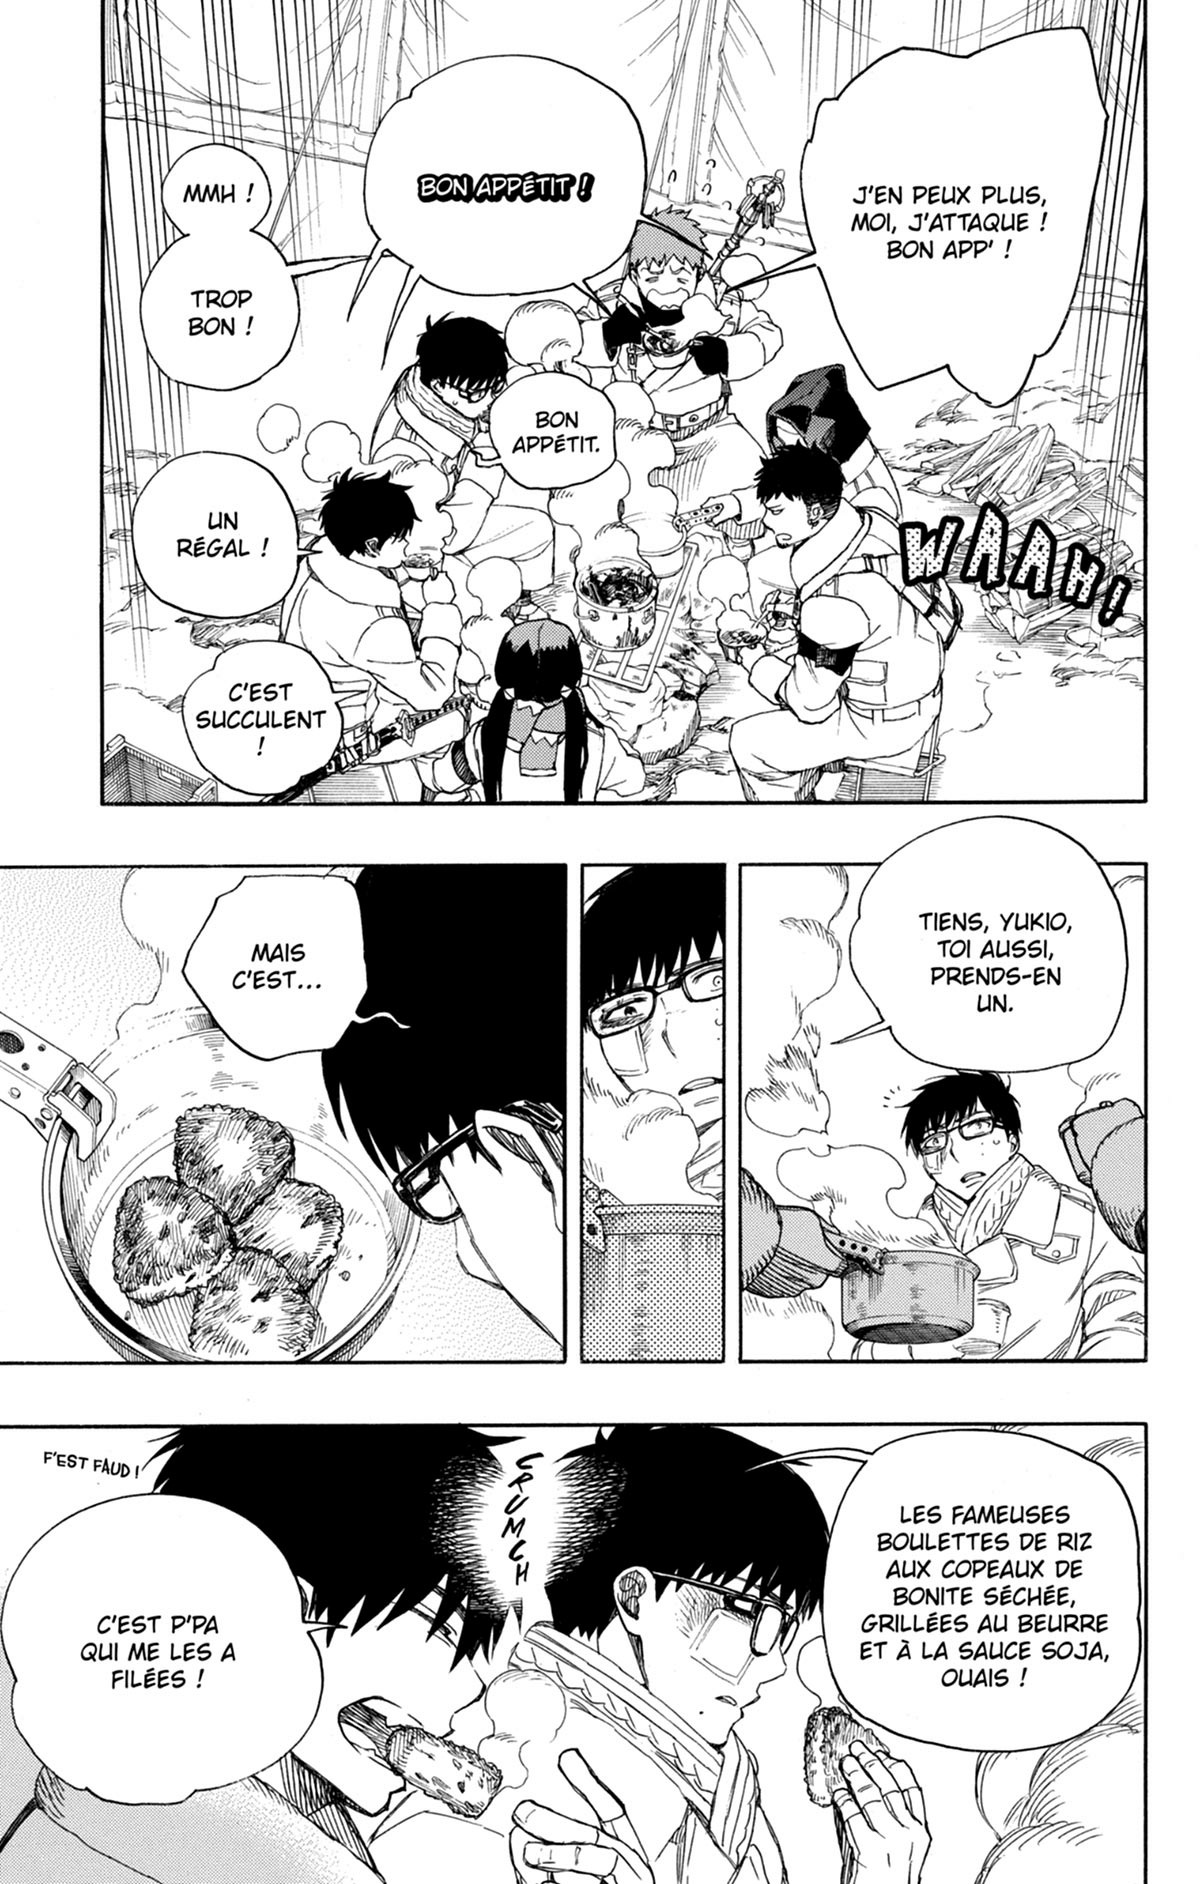 J'EN PEUX PLUS,
MOI, J'ATTAQUE !
BON APP' !
BON APPÉTIT !
MMH !
TROP
BON !
BON
APPÉTIT.
UN
RÉGAL !
WAAAH !
C'EST
SUCCULENT
!
TIENS, YUKIO,
TOI AUSSI,
PRENDS-EN
UN.
MAIS
C'EST...
LES FAMEUSES
BOULETTES DE RIZ
AUX COPEAUX DE
BONITE SÉCHÉE,
GRILLÉES AU BEURRE
ET À LA SAUCE SOJA,
OUAIS !
CRUMCH
F'EST FAUD !
C'EST P'PA
QUI ME LES A
FILÉES !